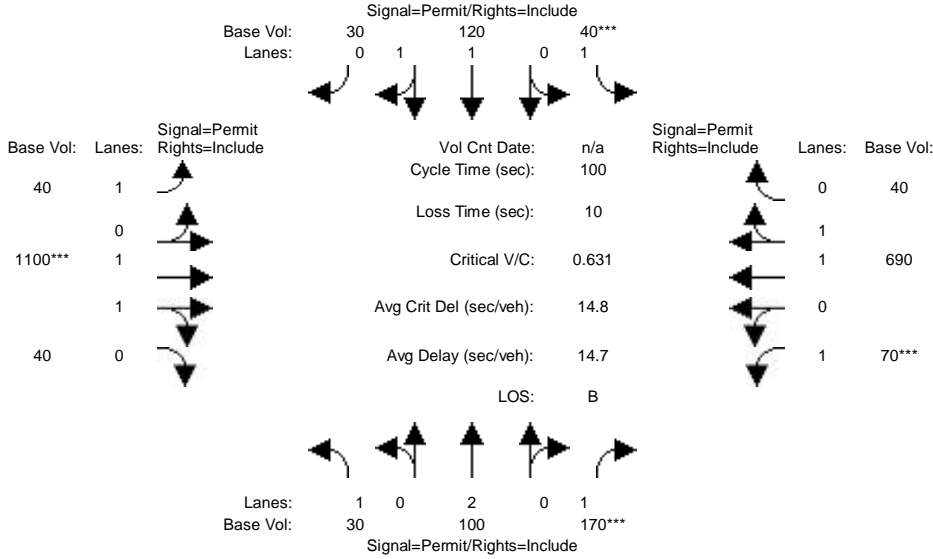 Signal=Permit/Rights=Include
Base Vol: 30 120 40***
Lanes: 0 1 1 0 1
Signal=Permit Signal=Permit
Base Vol: Lanes: Rights=Include Vol Cnt Date: n/a Rights=Include Lanes: Base Vol:
Cycle Time (sec): 100
40 1 0 40
Loss Time (sec): 10
0 1
1100*** 1 Critical V/C: 0.631 1 690
1 Avg Crit Del (sec/veh): 14.8 0
40 0 Avg Delay (sec/veh): 14.7 1 70***
LOS: B
Lanes: 1 0 2 0 1
Base Vol: 30 100 170***
Signal=Permit/Rights=Include